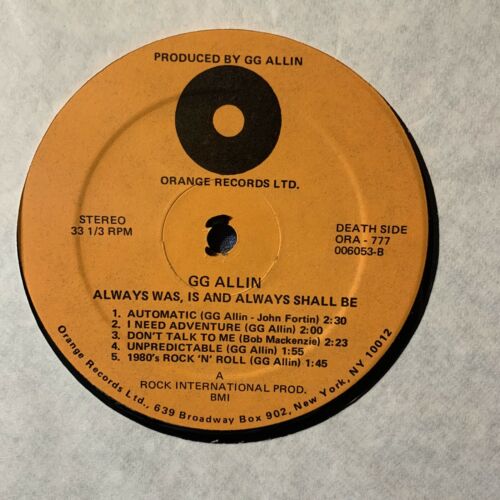 PRODUCED BY GG ALLIN
ORANGE RECORDS LTD.
STEREO
33 1/3 RPM
DEATH SIDE
ORA - 777
006053-B
GG ALLIN
ALWAYS WAS, IS AND ALWAYS SHALL BE
1. AUTOMATIC (GG Allin - John Fortin) 2:30
2. I NEED ADVENTURE (GG Allin) 2:00
3. DON'T TALK TO ME (Bob Mackenzie) 2:23
4. UNPREDICTABLE (GG Allin) 1:55
5. 1980's ROCK 'N' ROLL (GG Allin) 1:45
A
ROCK INTERNATIONAL PROD.
BMI
Orange Records Ltd., 639 Broadway Box 902, New York, NY 10012